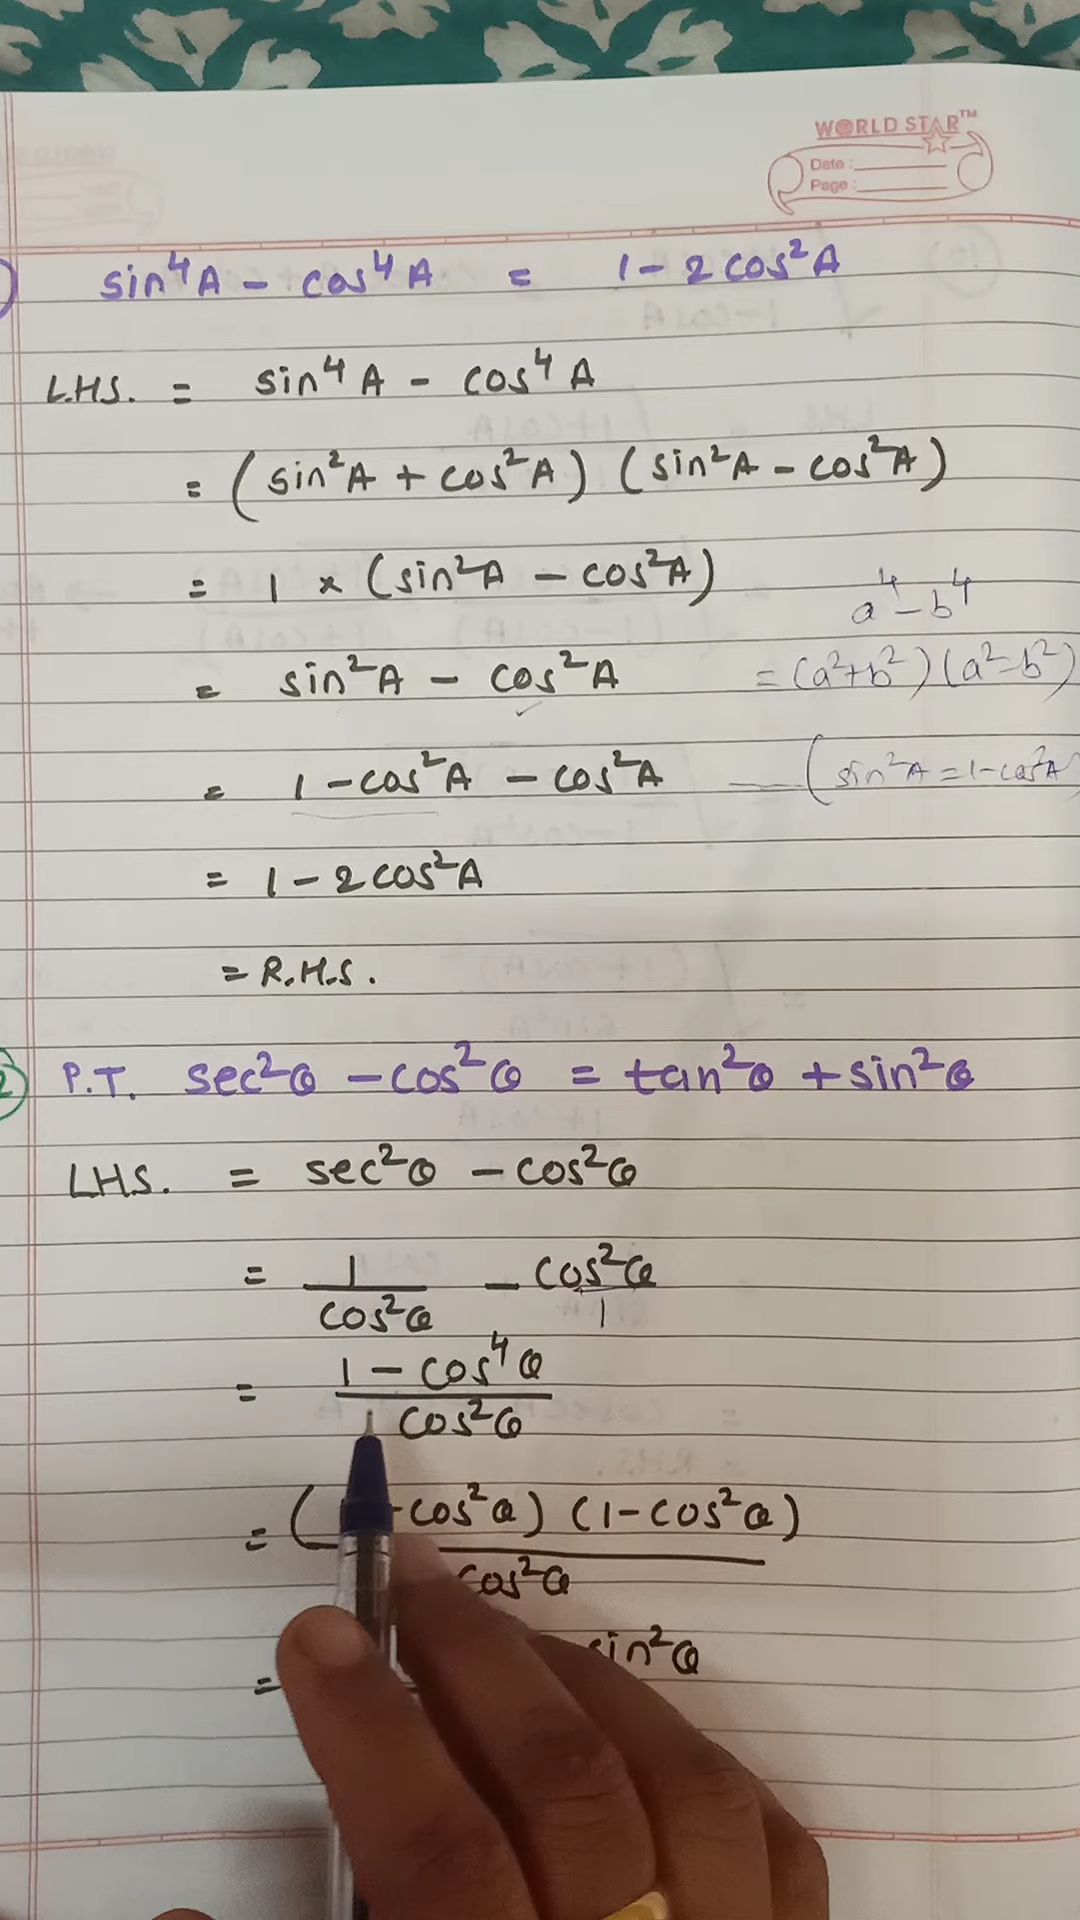 WORLD STAR™
Date :
Page :
sin⁴A - cos⁴A = 1 - 2cos²A
L.H.S. = sin⁴A - cos⁴A
= (sin²A + cos²A) (sin²A - cos²A)
= 1 × (sin²A - cos²A)
a⁴ - b⁴
= sin²A - cos²A
= (a²+b²) (a²-b²)
= 1 - cos²A - cos²A — (sin²A = 1-cos²A
= 1 - 2cos²A
= R.H.S.
P.T. sec²θ - cos²θ = tan²θ + sin²θ
LHS. = sec²θ - cos²θ
= 1/cos²θ - cos²θ/1
= 1 - cos⁴θ / cos²θ
= ( cos²θ) (1 - cos²θ) / cos²θ
= sin²θ